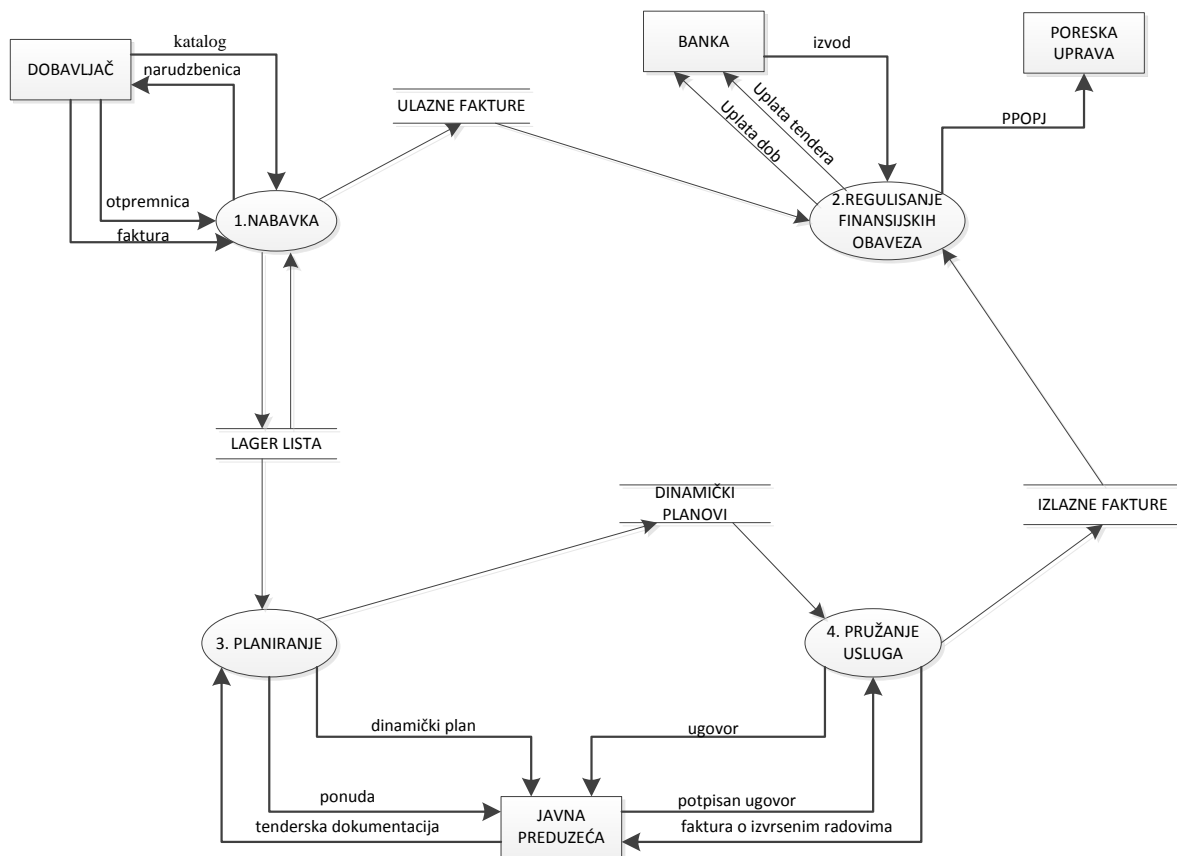 katalog
DOBAVLJAČ
narudzbenica
otpremnica
faktura
1.NABAVKA
ULAZNE FAKTURE
BANKA
izvod
Uplata tendera
Uplata dob
PORESKA
UPRAVA
PPOPJ
2.REGULISANJE
FINANSIJSKIH
OBAVEZA
LAGER LISTA
DINAMIČKI
PLANOVI
IZLAZNE FAKTURE
3. PLANIRANJE
4. PRUŽANJE
USLUGA
dinamički plan
ugovor
ponuda
potpisan ugovor
tenderska dokumentacija
JAVNA
PREDUZEĆA
faktura o izvrsenim radovima